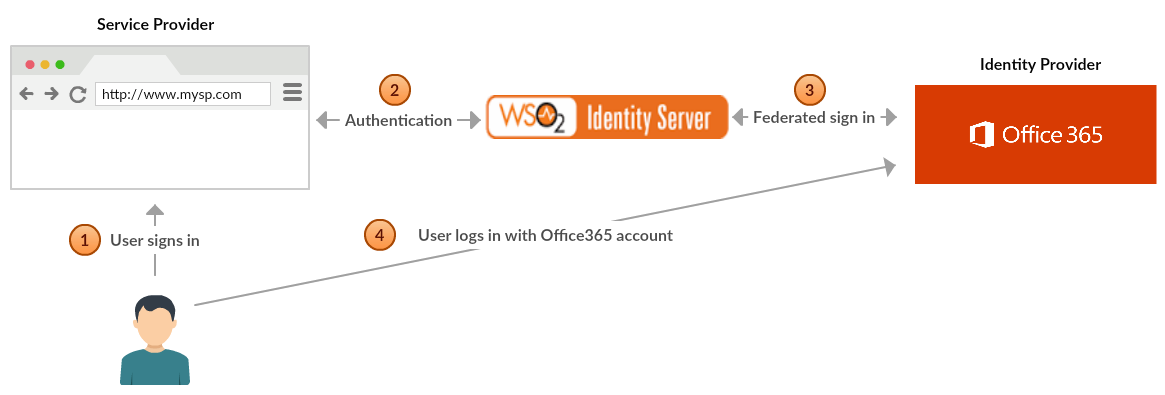 Service Provider
Identity Provider
http://www.mysp.com
2
3
Authentication
WSO2 Identity Server
Federated sign in
Office 365
1
User signs in
4
User logs in with Office365 account